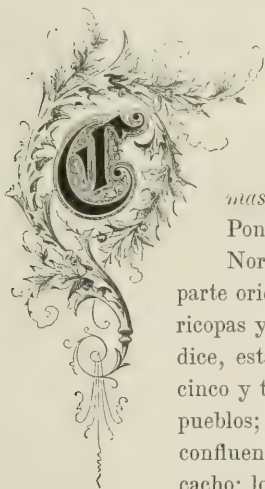 C
mas
Pon
Nor
parte orie
ricopas y
dice, esta
cinco y t
pueblos;
confluen
cacho; lo